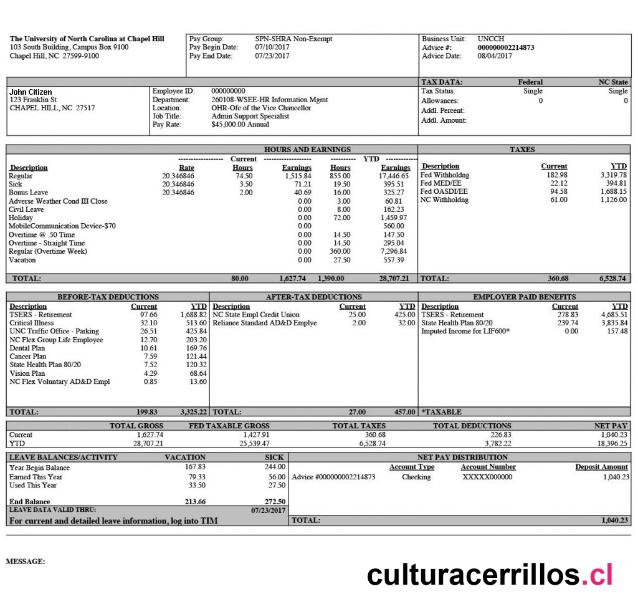 The University of North Carolina at Chapel Hill
103 South Building, Campus Box 9100
Chapel Hill, NC 27599-9100
Pay Group: SPN-SHRA Non-Exempt
Pay Begin Date: 07/10/2017
Pay End Date: 07/23/2017
Business Unit: UNCCH
Advice #: 000000002214873
Advice Date: 08/04/2017
John Citizen
123 Franklin St
CHAPEL HILL, NC 27517
Employee ID: 000000000
Department 260108-WSEE-HR Information Mgmt
Location: OHR-Ofc of the Vice Chancellor
Job Title: Admin Support Specialist
Pay Rate: $45,000.00 Annual
TAX DATA: Federal NC State
Tax Status: Single Single
Allowances: 0 0
Addl. Percent:
Addl. Amount:
HOURS AND EARNINGS
Current YTD
Description Rate Hours Earnings Hours Earnings
Regular 20.346846 74.50 1,515.84 855.00 17,446.65
Sick 20.346846 3.50 71.21 19.50 395.51
Bonus Leave 20.346846 2.00 40.69 16.00 325.27
Adverse Weather Cond III Close 0.00 3.00 60.81
Civil Leave 0.00 8.00 162.23
Holiday 0.00 72.00 1,459.97
MobileCommunication Device-$70 0.00 560.00
Overtime @ .50 Time 0.00 14.50 147.50
Overtime - Straight Time 0.00 14.50 295.04
Regular (Overtime Week) 0.00 360.00 7,296.84
Vacation 0.00 27.50 557.39
TOTAL: 80.00 1,627.74 1,390.00 28,707.21
TAXES
Description Current YTD
Fed Withholdng 182.98 3,319.78
Fed MED/EE 22.12 394.81
Fed OASDI/EE 94.58 1,688.15
NC Withholdng 61.00 1,126.00
TOTAL: 360.68 6,528.74
BEFORE-TAX DEDUCTIONS
Description Current YTD
TSERS - Retirement 97.66 1,688.82
Critical Illness 32.10 513.60
UNC Traffic Office - Parking 26.51 425.84
NC Flex Group Life Employee 12.70 203.20
Dental Plan 10.61 169.76
Cancer Plan 7.59 121.44
State Health Plan 80/20 7.52 120.32
Vision Plan 4.29 68.64
NC Flex Voluntary AD&D Empl 0.85 13.60
TOTAL: 199.83 3,325.22
AFTER-TAX DEDUCTIONS
Description Current YTD
NC State Empl Credit Union 25.00 425.00
Reliance Standard AD&D Emplye 2.00 32.00
TOTAL: 27.00 457.00
EMPLOYER PAID BENEFITS
Description Current YTD
TSERS - Retirement 278.83 4,685.51
State Health Plan 80/20 239.74 3,835.84
Imputed Income for LIF600* 0.00 157.48
*TAXABLE
TOTAL GROSS FED TAXABLE GROSS TOTAL TAXES TOTAL DEDUCTIONS NET PAY
Current 1,627.74 1,427.91 360.68 226.83 1,040.23
YTD 28,707.21 25,539.47 6,528.74 3,782.22 18,396.25
LEAVE BALANCES/ACTIVITY VACATION SICK
Year Begin Balance 167.83 244.00
Earned This Year 79.33 56.00
Used This Year 33.50 27.50
End Balance 213.66 272.50
LEAVE DATA VALID THRU: 07/23/2017
For current and detailed leave information, log into TIM
NET PAY DISTRIBUTION
Account Type Account Number Deposit Amount
Advice #000000002214873 Checking XXXXX000000 1,040.23
TOTAL: 1,040.23
MESSAGE:
culturacerrillos.cl